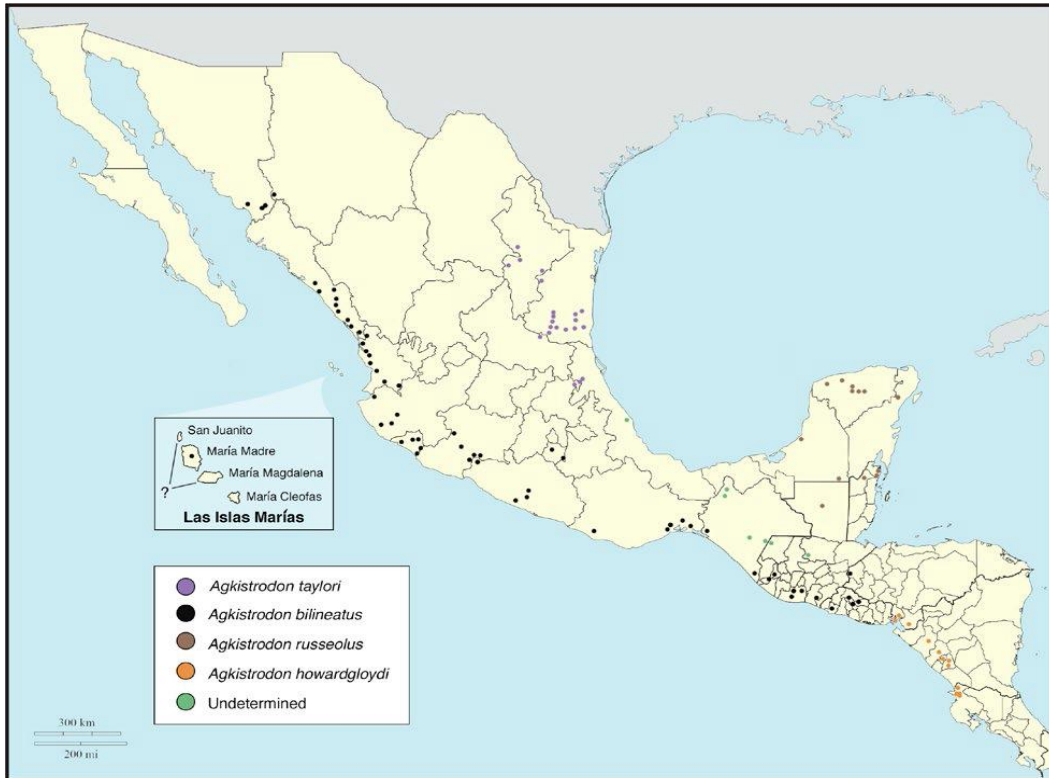 San Juanito
María Madre
María Magdalena
?
María Cleofas
Las Islas Marías
Agkistrodon taylori
Agkistrodon bilineatus
Agkistrodon russeolus
Agkistrodon howardgloydi
Undetermined
300 km
200 mi